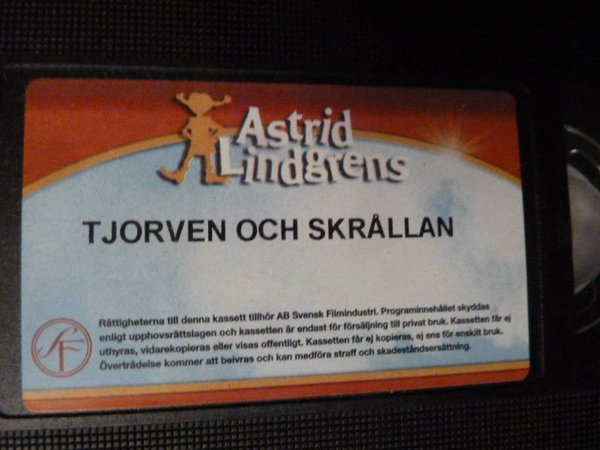 Astrid
Lindgrens
TJORVEN OCH SKRÅLLAN
Rättigheterna till denna kassett tillhör AB Svensk Filmindustri. Programinnehållet skyddas
enligt upphovsrättslagen och kassetten är endast för försäljning till privat bruk. Kassetten får ej
uthyras, vidarekopieras eller visas offentligt. Kassetten får ej kopieras, ej ens för enskilt bruk.
Överträdelse kommer att beivras och kan medföra straff och skadeståndsersättning.
SF